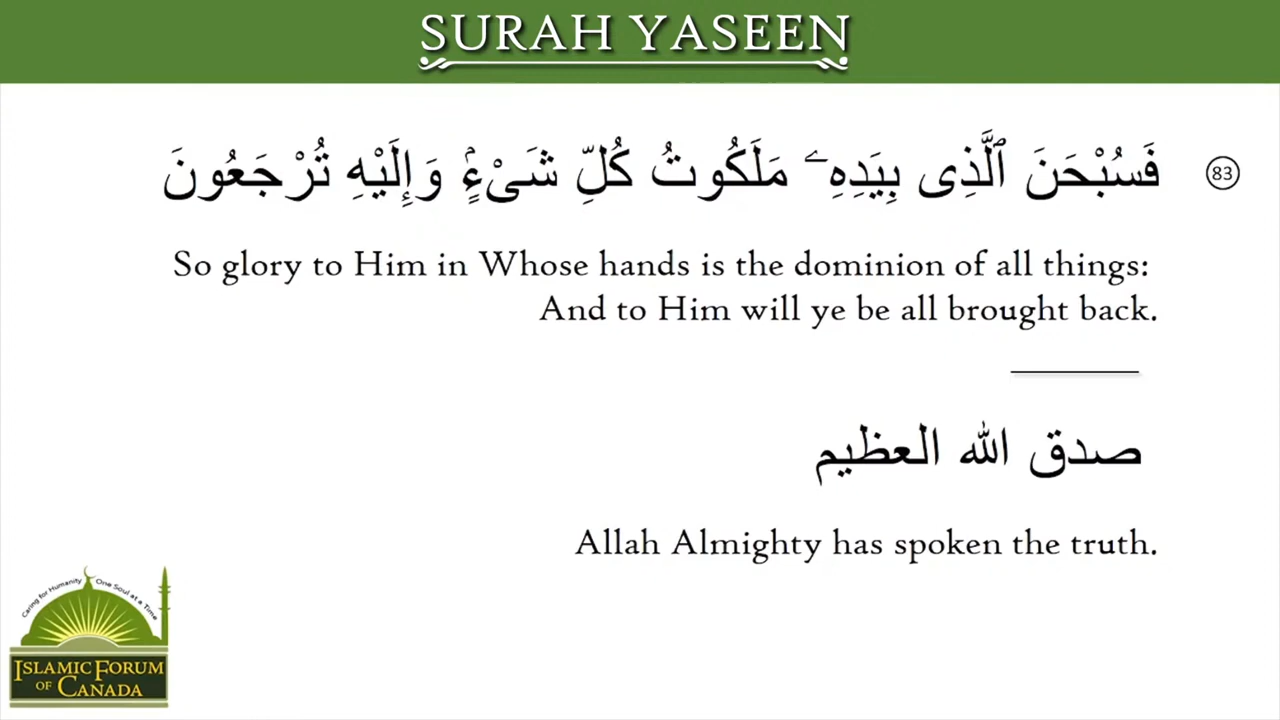 SURAH YASEEN
فَسُبْحَـٰنَ ٱلَّذِى بِيَدِهِۦ مَلَكُوتُ كُلِّ شَىْءٍۢ وَإِلَيْهِ تُرْجَعُونَ 83
So glory to Him in Whose hands is the dominion of all things:
And to Him will ye be all brought back.
صدق الله العظيم
Allah Almighty has spoken the truth.
Caring for Humanity One Soul at a Time
ISLAMIC FORUM
OF CANADA